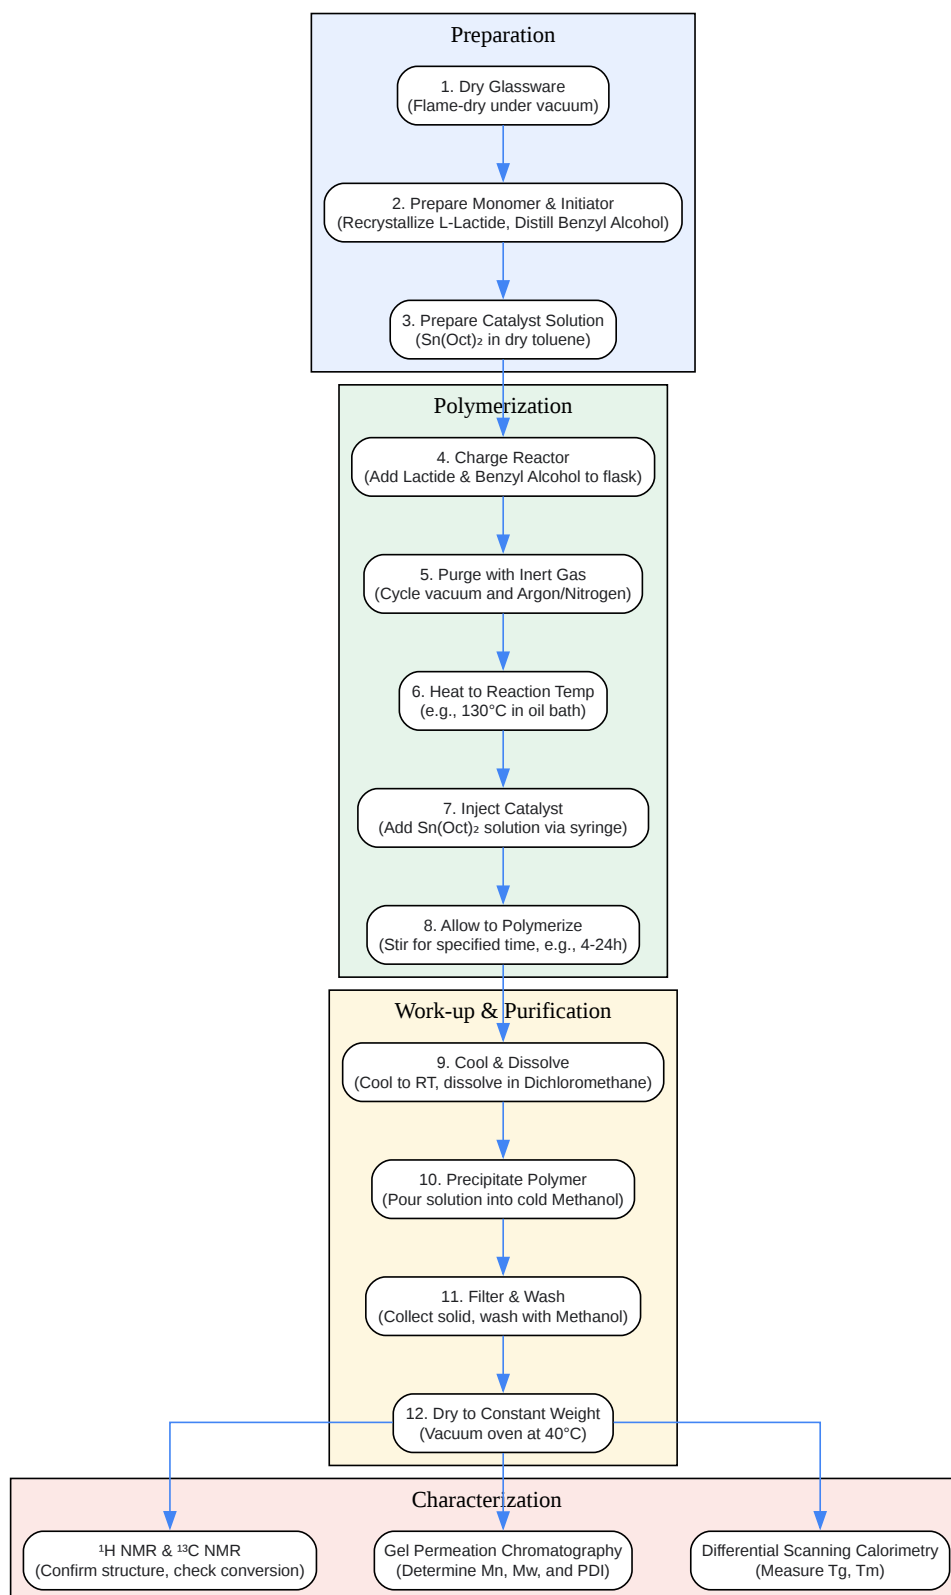 Preparation
1. Dry Glassware
(Flame-dry under vacuum)
2. Prepare Monomer & Initiator
(Recrystallize L-Lactide, Distill Benzyl Alcohol)
3. Prepare Catalyst Solution
(Sn(Oct)₂ in dry toluene)
Polymerization
4. Charge Reactor
(Add Lactide & Benzyl Alcohol to flask)
5. Purge with Inert Gas
(Cycle vacuum and Argon/Nitrogen)
6. Heat to Reaction Temp
(e.g., 130°C in oil bath)
7. Inject Catalyst
(Add Sn(Oct)₂ solution via syringe)
8. Allow to Polymerize
(Stir for specified time, e.g., 4-24h)
Work-up & Purification
9. Cool & Dissolve
(Cool to RT, dissolve in Dichloromethane)
10. Precipitate Polymer
(Pour solution into cold Methanol)
11. Filter & Wash
(Collect solid, wash with Methanol)
12. Dry to Constant Weight
(Vacuum oven at 40°C)
Characterization
¹H NMR & ¹³C NMR
(Confirm structure, check conversion)
Gel Permeation Chromatography
(Determine Mn, Mw, and PDI)
Differential Scanning Calorimetry
(Measure Tg, Tm)